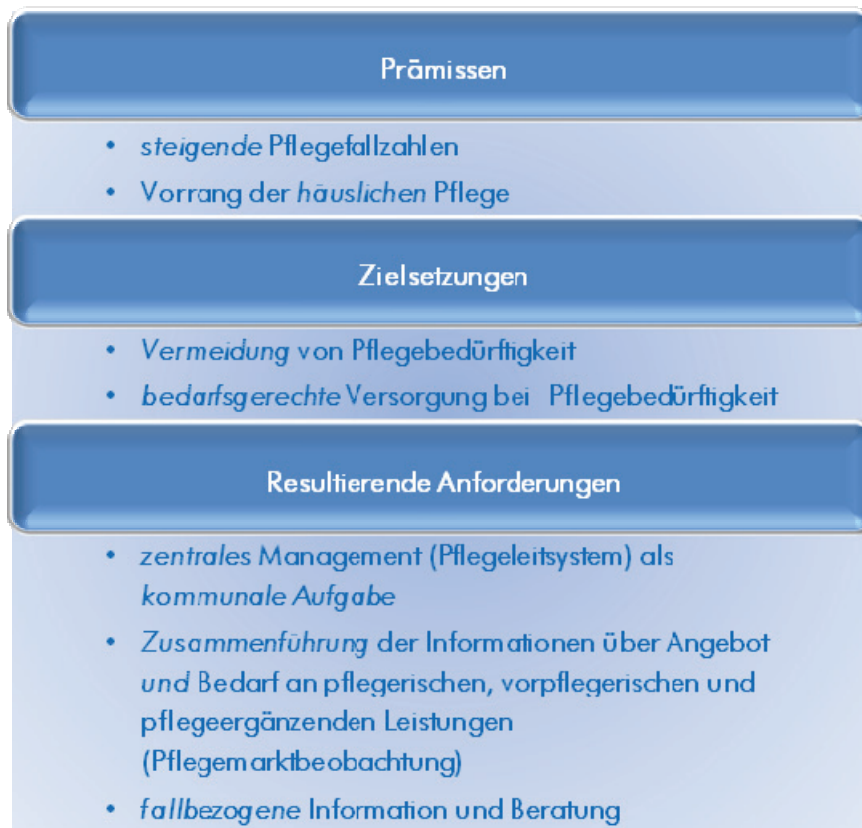 Prämissen
• steigende Pflegefallzahlen
• Vorrang der häuslichen Pflege
Zielsetzungen
• Vermeidung von Pflegebedürftigkeit
• bedarfsgerechte Versorgung bei Pflegebedürftigkeit
Resultierende Anforderungen
• zentrales Management (Pflegeleitsystem) als
kommunale Aufgabe
• Zusammenführung der Informationen über Angebot
und Bedarf an pflegerischen, vorpflegerischen und
pflegeergänzenden Leistungen
(Pflegemarktbeobachtung)
• fallbezogene Information und Beratung